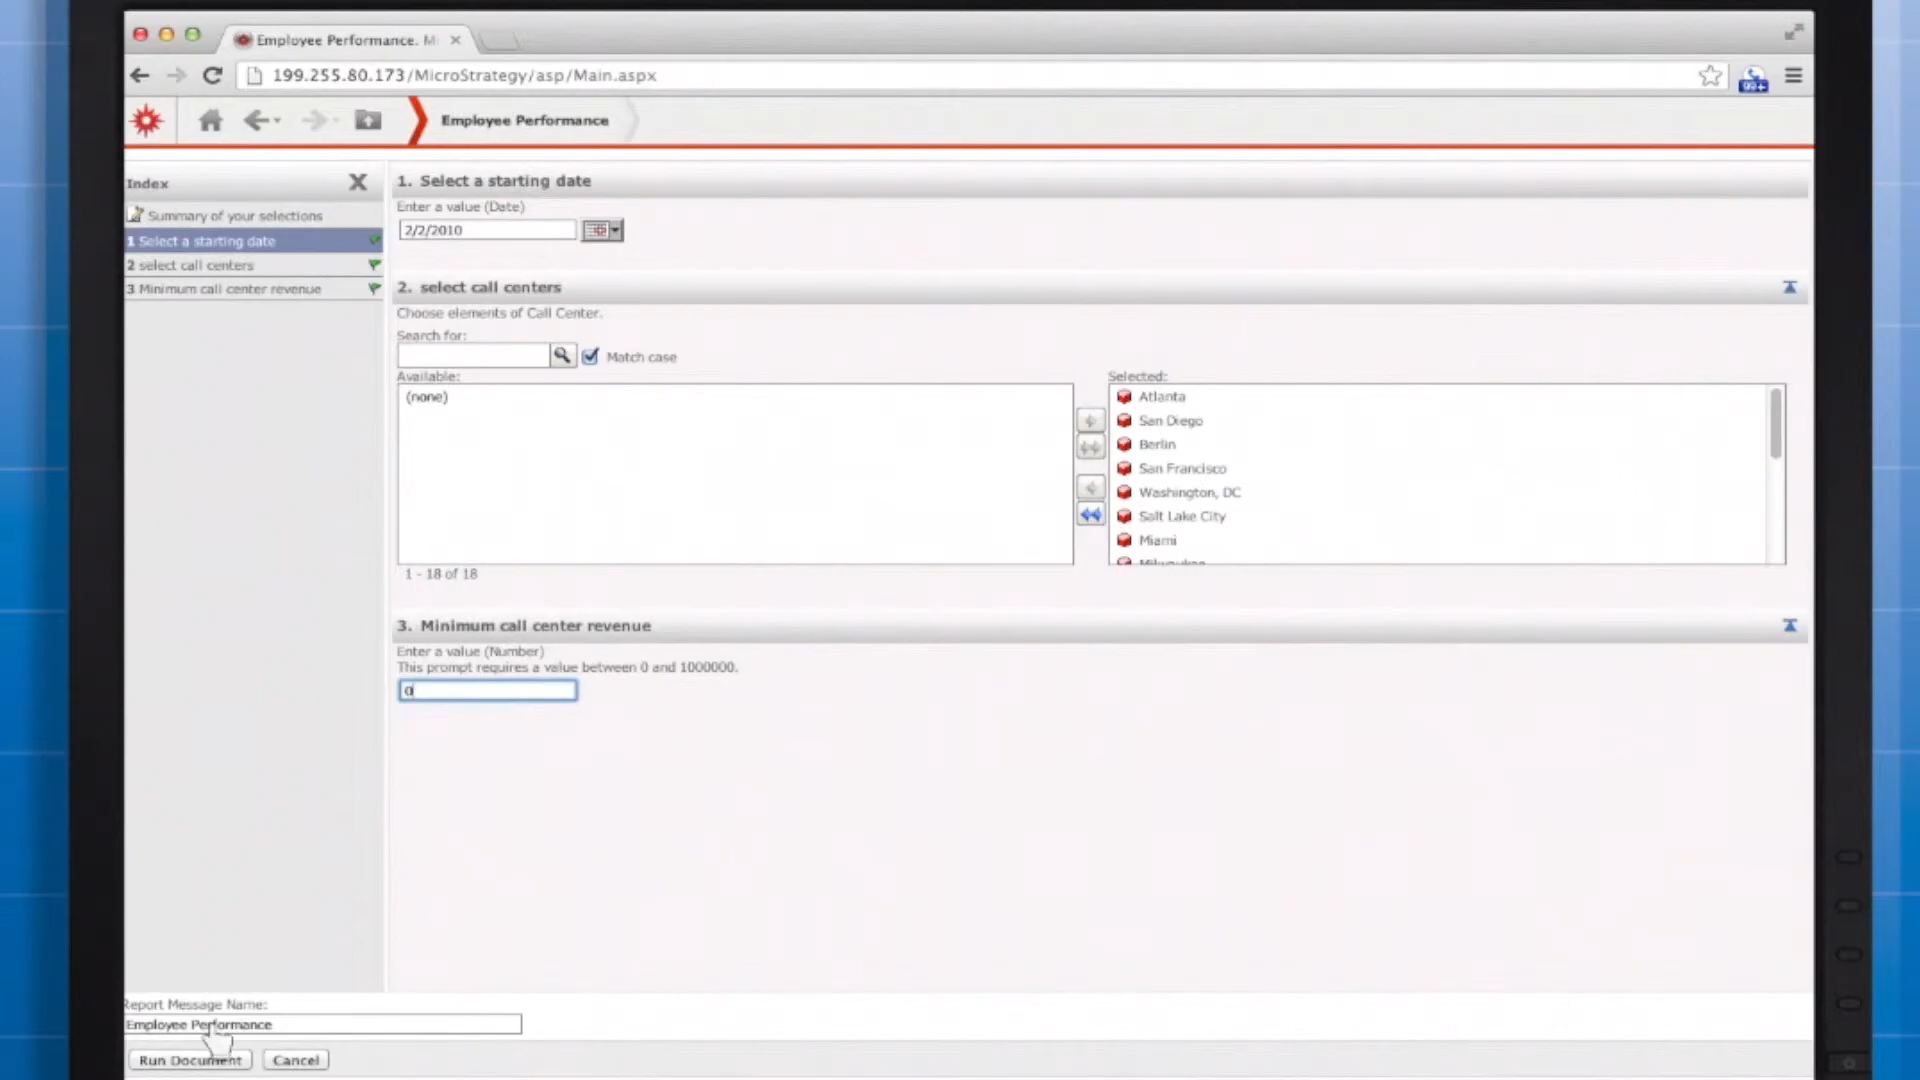 Employee Performance. Mi
199.255.80.173/MicroStrategy/asp/Main.aspx
99+
Employee Performance
Index
Summary of your selections
1 Select a starting date
2 select call centers
3 Minimum call center revenue
1. Select a starting date
Enter a value (Date)
2/2/2010
2. select call centers
Choose elements of Call Center.
Search for:
Match case
Available:
(none)
1 - 18 of 18
Selected:
Atlanta
San Diego
Berlin
San Francisco
Washington, DC
Salt Lake City
Miami
Milwaukee
3. Minimum call center revenue
Enter a value (Number)
This prompt requires a value between 0 and 1000000.
0
Report Message Name:
Employee Performance
Run Document
Cancel